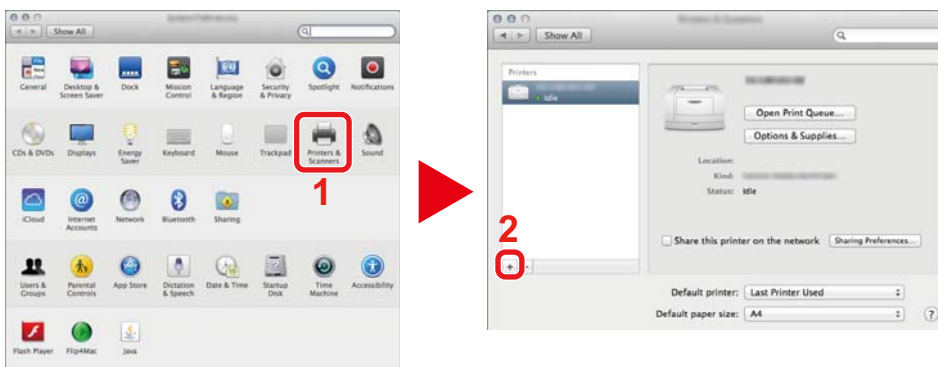 Show All
General
Desktop & Screen Saver
Dock
Mission Control
Language & Region
Security & Privacy
Spotlight
Notifications
CDs & DVDs
Displays
Energy Saver
Keyboard
Mouse
Trackpad
Printers & Scanners
Sound
1
iCloud
Internet Accounts
Network
Bluetooth
Sharing
Users & Groups
Parental Controls
App Store
Dictation & Speech
Date & Time
Startup Disk
Time Machine
Accessibility
Flash Player
Flip4Mac
Java
Show All
Printers
Idle
Open Print Queue...
Options & Supplies...
Location:
Kind:
Status: Idle
2
+ -
Share this printer on the network Sharing Preferences...
Default printer: Last Printer Used
Default paper size: A4
?